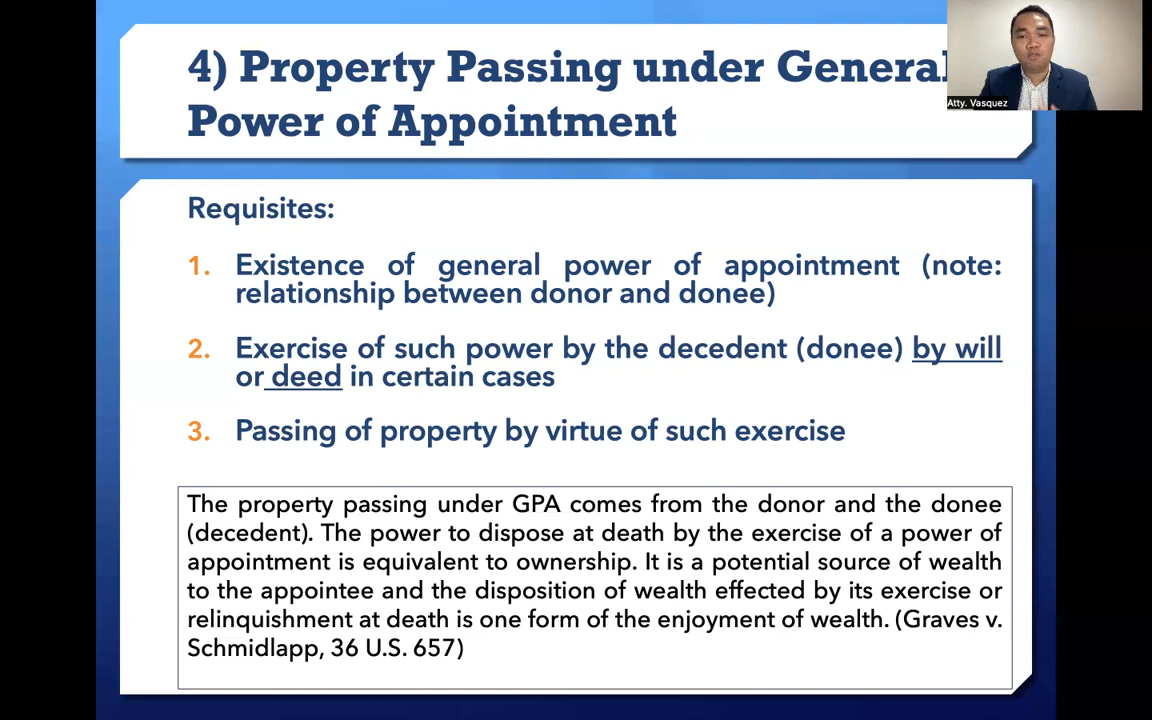 4) Property Passing under General
Power of Appointment
Atty. Vasquez
Requisites:
1. Existence of general power of appointment (note:
relationship between donor and donee)
2. Exercise of such power by the decedent (donee) by will
or deed in certain cases
3. Passing of property by virtue of such exercise
The property passing under GPA comes from the donor and the donee
(decedent). The power to dispose at death by the exercise of a power of
appointment is equivalent to ownership. It is a potential source of wealth
to the appointee and the disposition of wealth effected by its exercise or
relinquishment at death is one form of the enjoyment of wealth. (Graves v.
Schmidlapp, 36 U.S. 657)